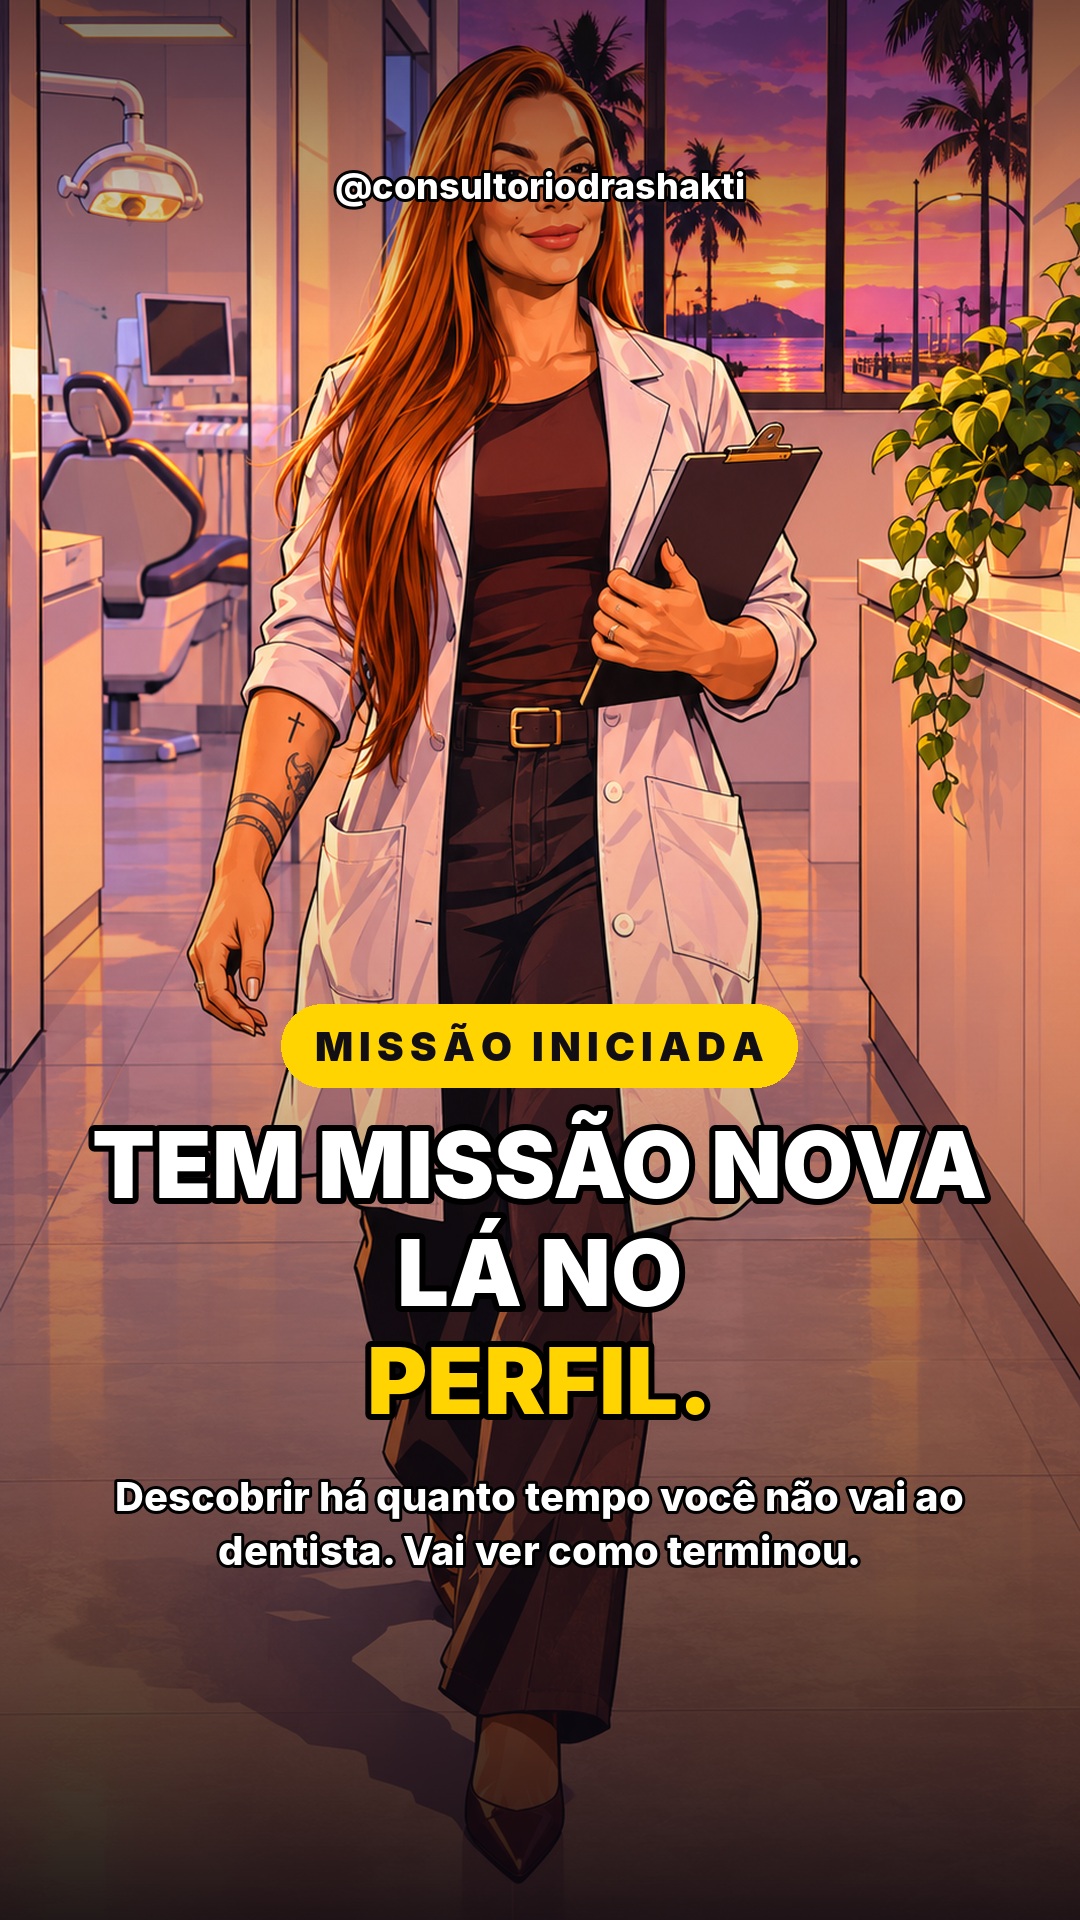 @consultoriodrashakti
MISSÃO INICIADA
TEM MISSÃO NOVA
LÁ NO
PERFIL.
Descobrir há quanto tempo você não vai ao
dentista. Vai ver como terminou.